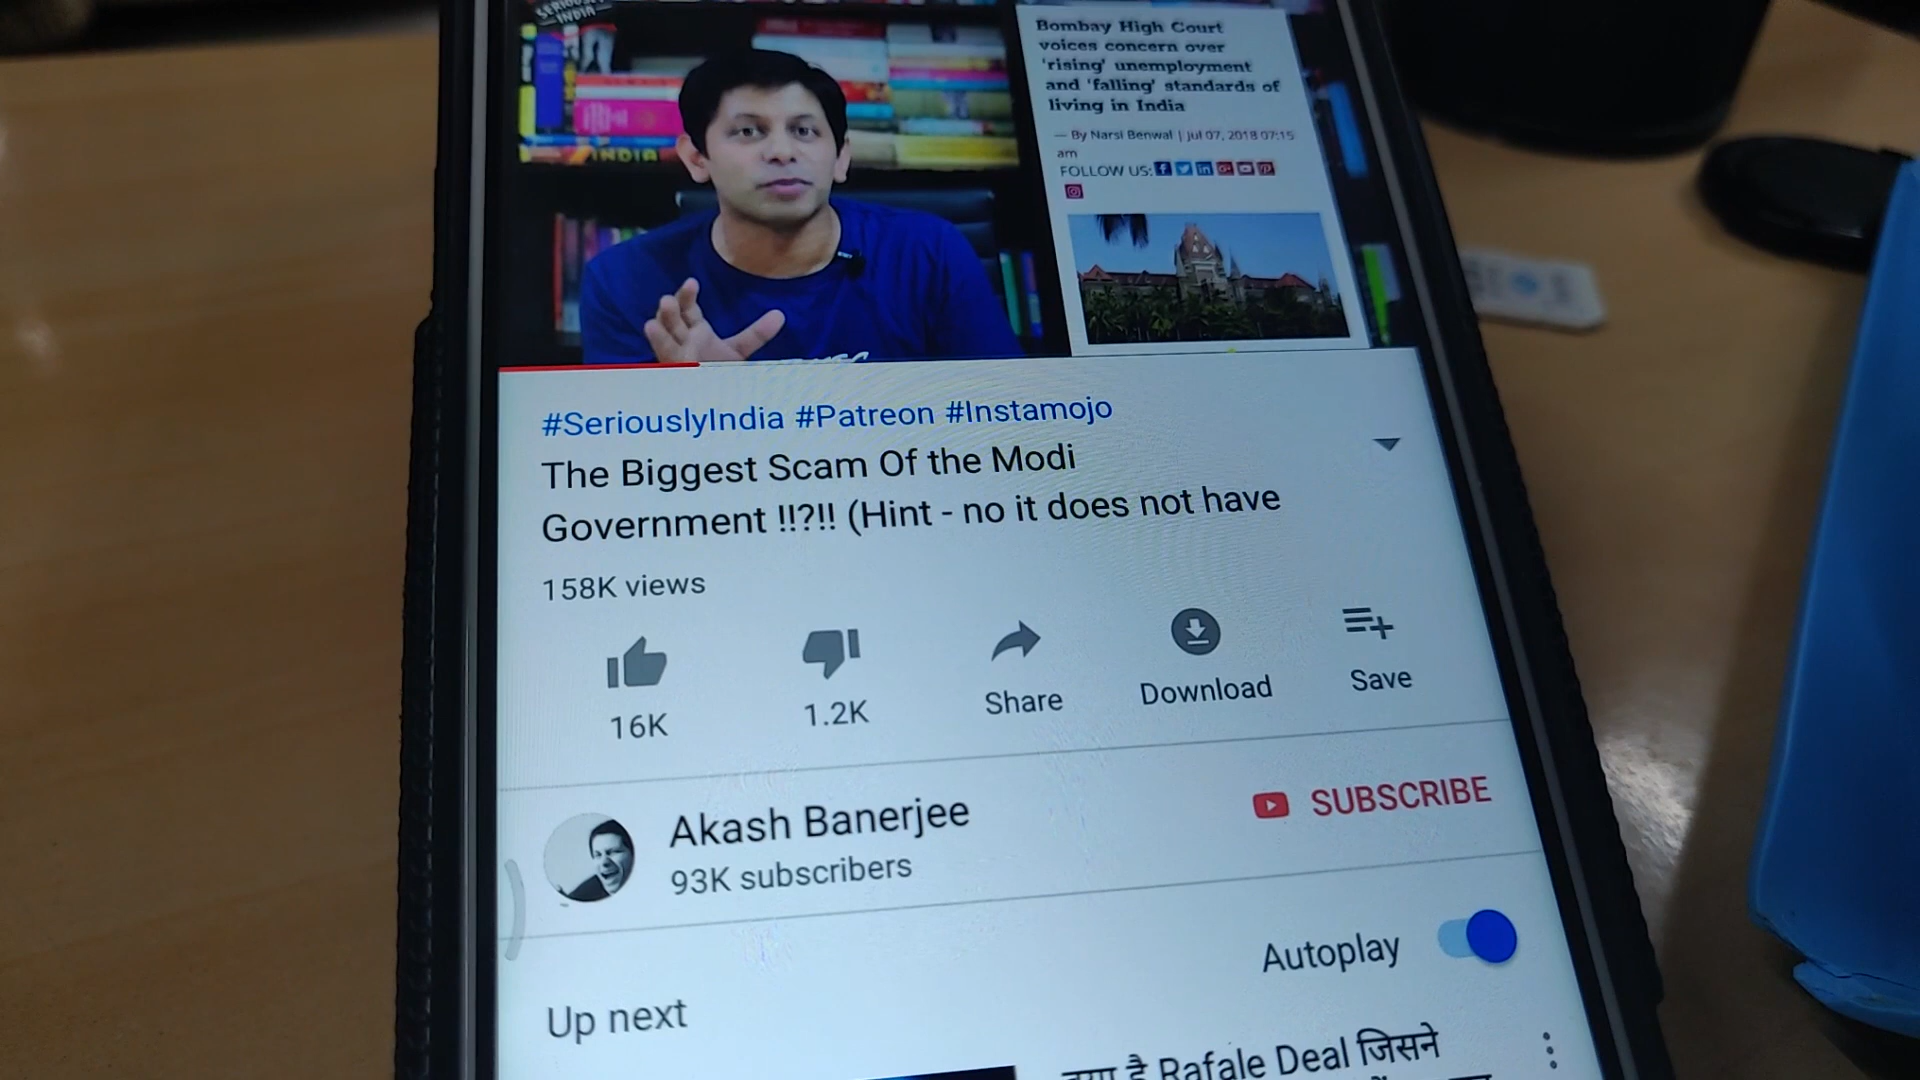 SERIOUSLY
INDIA
INDIA
Bombay High Court
voices concern over
'rising' unemployment
and 'falling' standards of
living in India
— By Narsi Benwal | Jul 07, 2018 07:15
am
FOLLOW US:
#SeriouslyIndia #Patreon #Instamojo
The Biggest Scam Of the Modi
Government !!?!! (Hint - no it does not have
158K views
16K
1.2K
Share
Download
Save
Akash Banerjee
93K subscribers
SUBSCRIBE
Autoplay
Up next
क्या है Rafale Deal जिसने